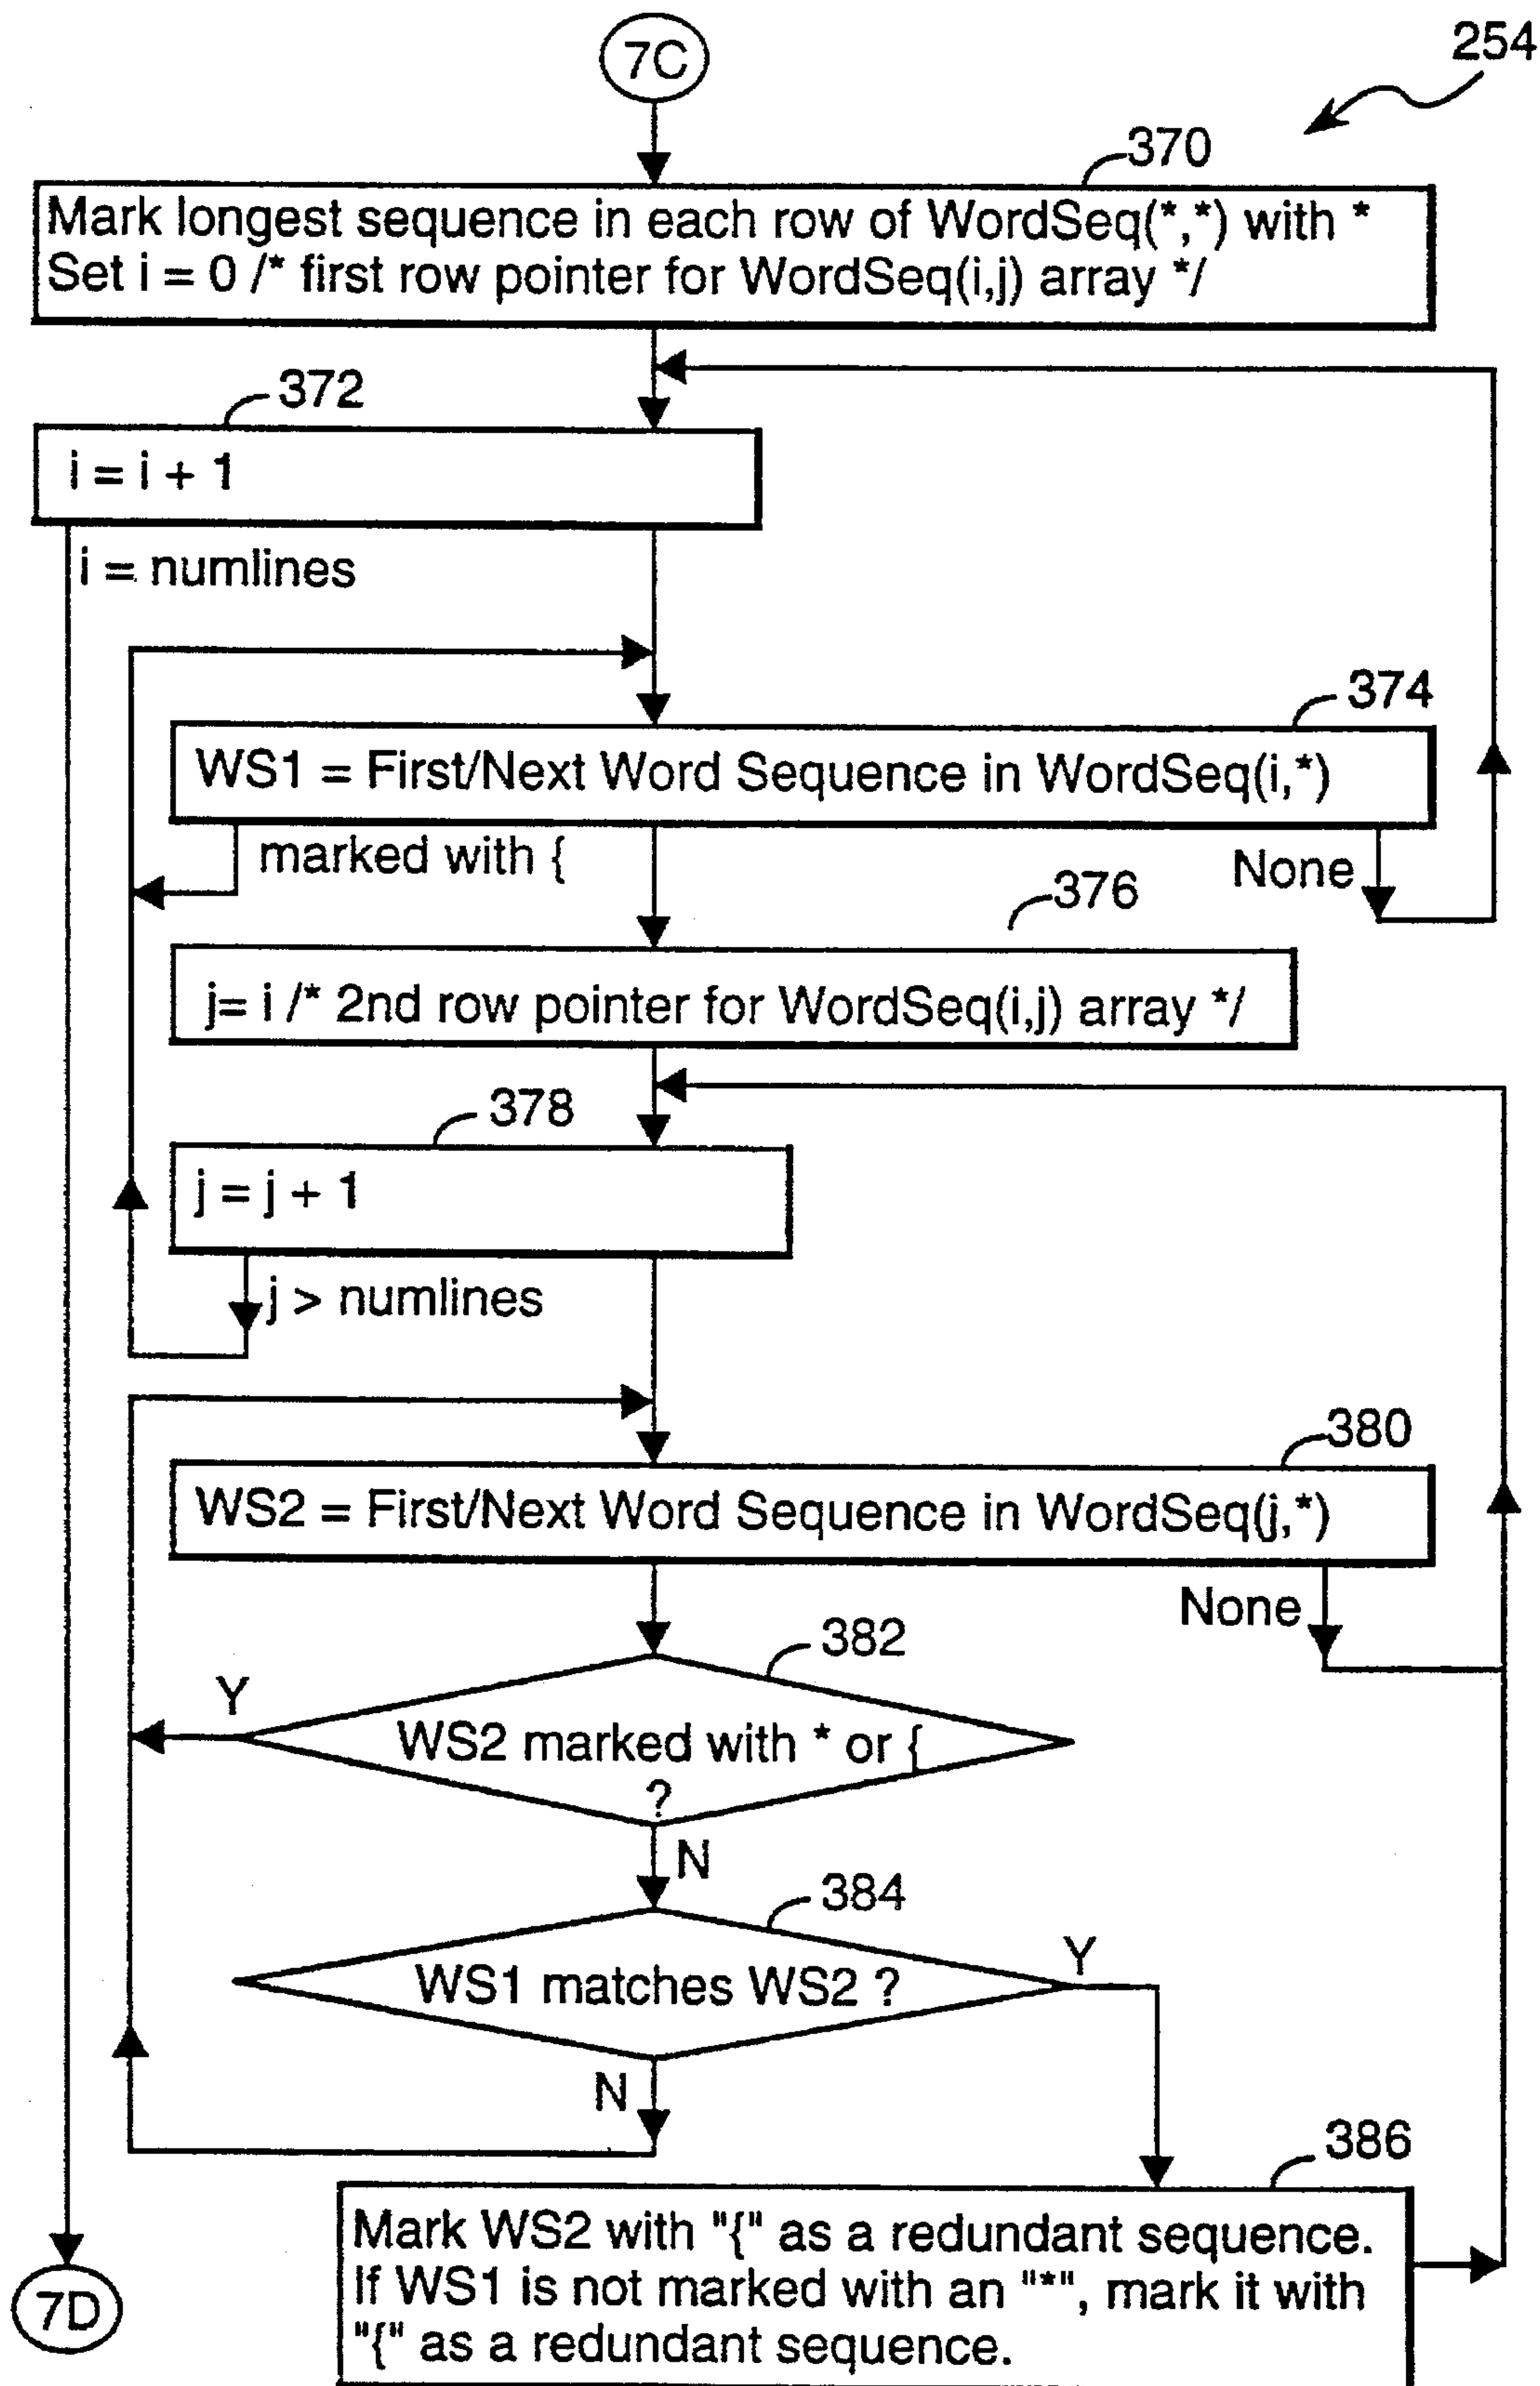 7C
254
370
Mark longest sequence in each row of WordSeq(*,*) with *
Set i = 0 /* first row pointer for WordSeq(i,j) array */
372
i = i + 1
i = numlines
374
WS1 = First/Next Word Sequence in WordSeq(i,*)
marked with {
None
376
j= i /* 2nd row pointer for WordSeq(i,j) array */
378
j = j + 1
j > numlines
380
WS2 = First/Next Word Sequence in WordSeq(j,*)
None
382
Y
WS2 marked with * or {
?
N
384
Y
WS1 matches WS2 ?
N
386
Mark WS2 with "{" as a redundant sequence.
If WS1 is not marked with an "*", mark it with
"{" as a redundant sequence.
7D